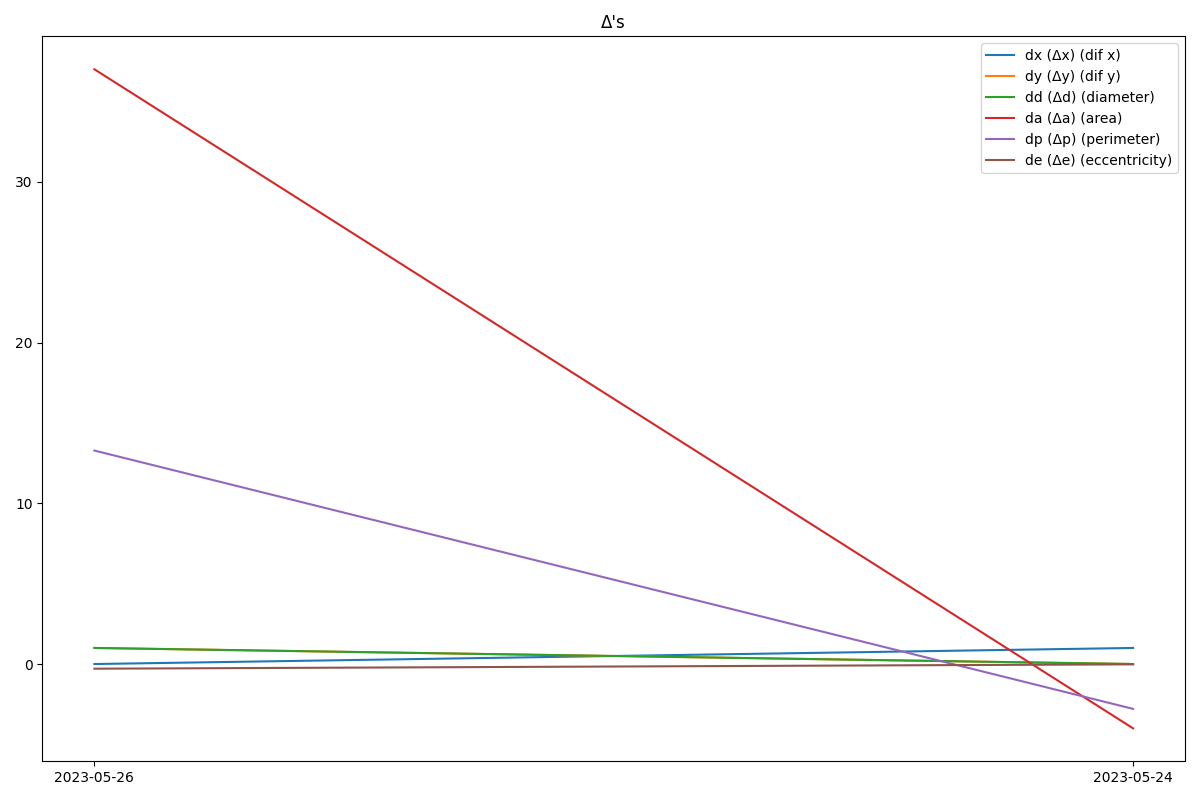 Δ's
dx (Δx) (dif x)
dy (Δy) (dif y)
dd (Δd) (diameter)
da (Δa) (area)
dp (Δp) (perimeter)
de (Δe) (eccentricity)
30
20
10
0
2023-05-26
2023-05-24